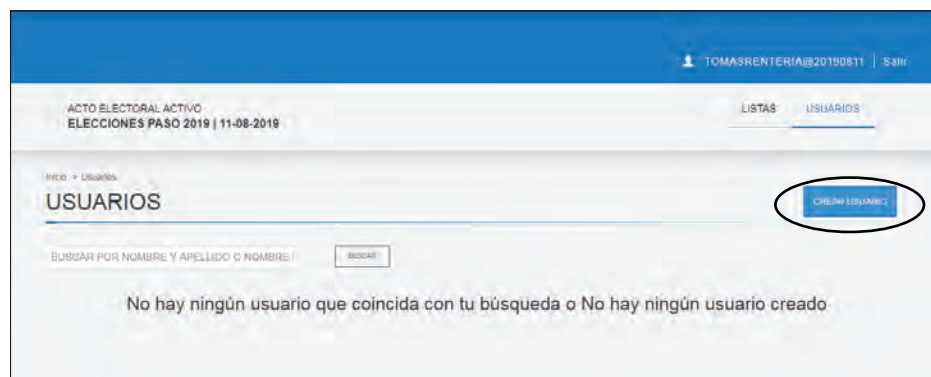 TOMASRENTERIA@20190811 | Salir
ACTO ELECTORAL ACTIVO
ELECCIONES PASO 2019 | 11-08-2019
LISTAS USUARIOS
Inicio > Usuarios
USUARIOS
CREAR USUARIO
BUSCAR POR NOMBRE Y APELLIDO O NOMBRE
BUSCAR
No hay ningún usuario que coincida con tu búsqueda o No hay ningún usuario creado